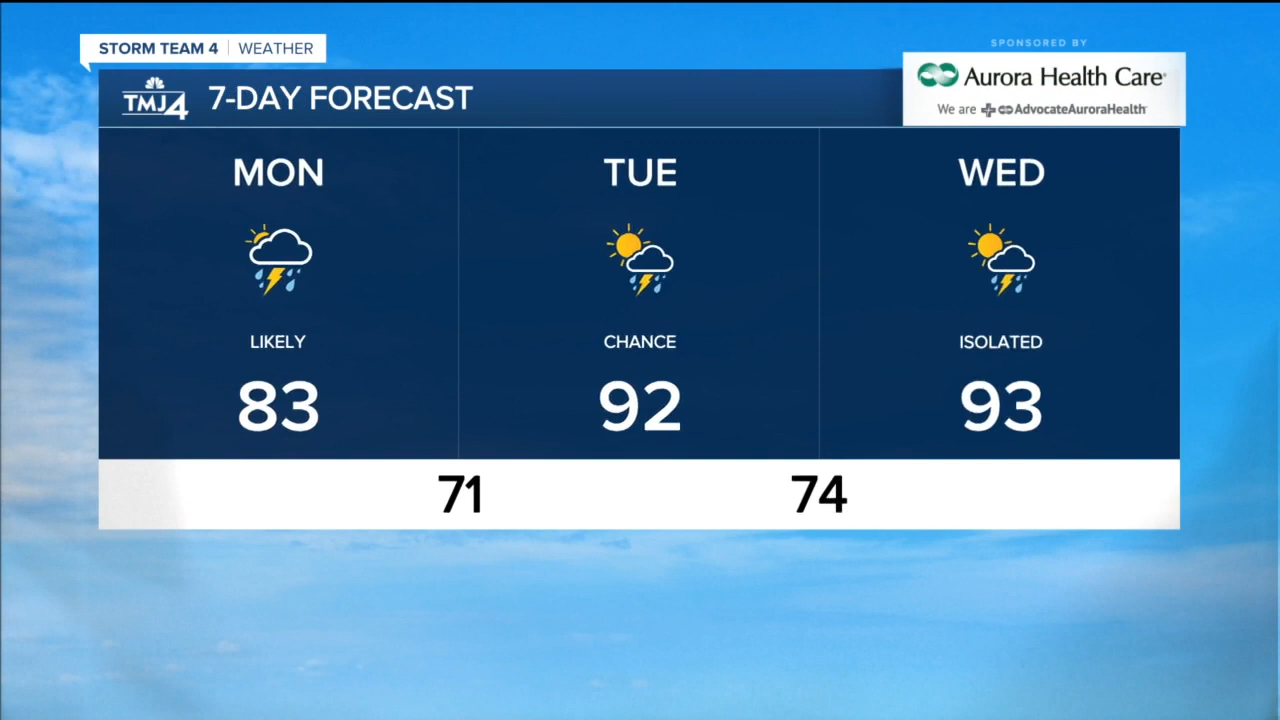 STORM TEAM 4 | WEATHER
SPONSORED BY
Aurora Health Care®
We are AdvocateAuroraHealth
TMJ4 7-DAY FORECAST
MON TUE WED
LIKELY CHANCE ISOLATED
83 92 93
71 74